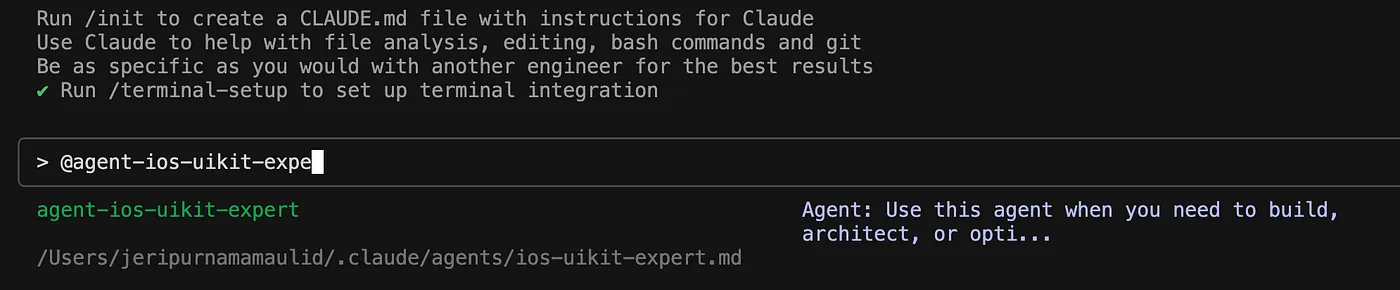 Run /init to create a CLAUDE.md file with instructions for Claude
Use Claude to help with file analysis, editing, bash commands and git
Be as specific as you would with another engineer for the best results
✔ Run /terminal-setup to set up terminal integration
> @agent-ios-uikit-expe
agent-ios-uikit-expert Agent: Use this agent when you need to build,
architect, or opti...
/Users/jeripurnamamaulid/.claude/agents/ios-uikit-expert.md